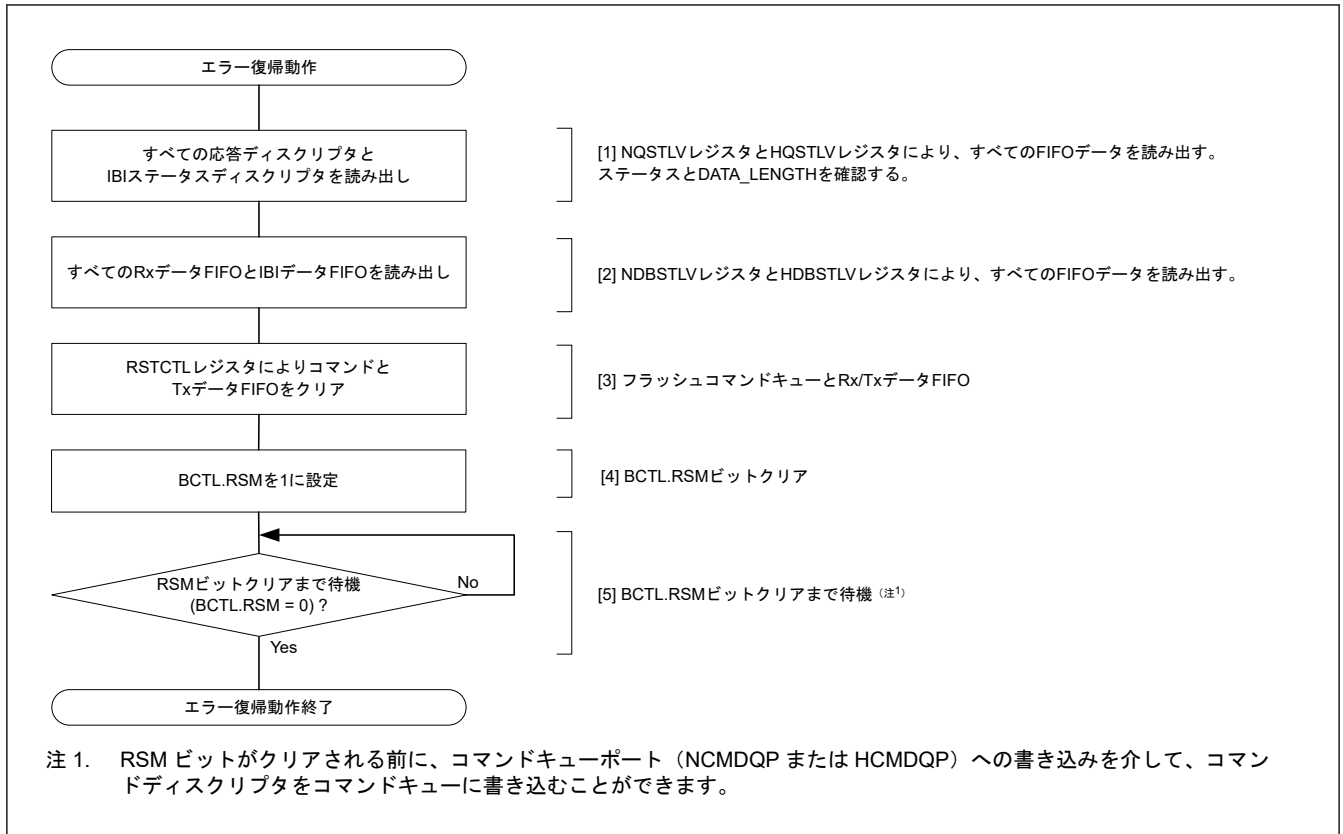 エラー復帰動作
すべての応答ディスクリプタと
IBIステータスディスクリプタを読み出し
[1] NQSTLVレジスタとHQSTLVレジスタにより、すべてのFIFOデータを読み出す。
ステータスとDATA_LENGTHを確認する。
すべてのRxデータFIFOとIBIデータFIFOを読み出し
[2] NDBSTLVレジスタとHDBSTLVレジスタにより、すべてのFIFOデータを読み出す。
RSTCTLレジスタによりコマンドと
TxデータFIFOをクリア
[3] フラッシュコマンドキューとRx/TxデータFIFO
BCTL.RSMを1に設定
[4] BCTL.RSMビットクリア
RSMビットクリアまで待機
(BCTL.RSM = 0) ?
No
[5] BCTL.RSMビットクリアまで待機（注1）
Yes
エラー復帰動作終了
注 1. RSM ビットがクリアされる前に、コマンドキューポート（NCMDQP または HCMDQP）への書き込みを介して、コマン
ドディスクリプタをコマンドキューに書き込むことができます。